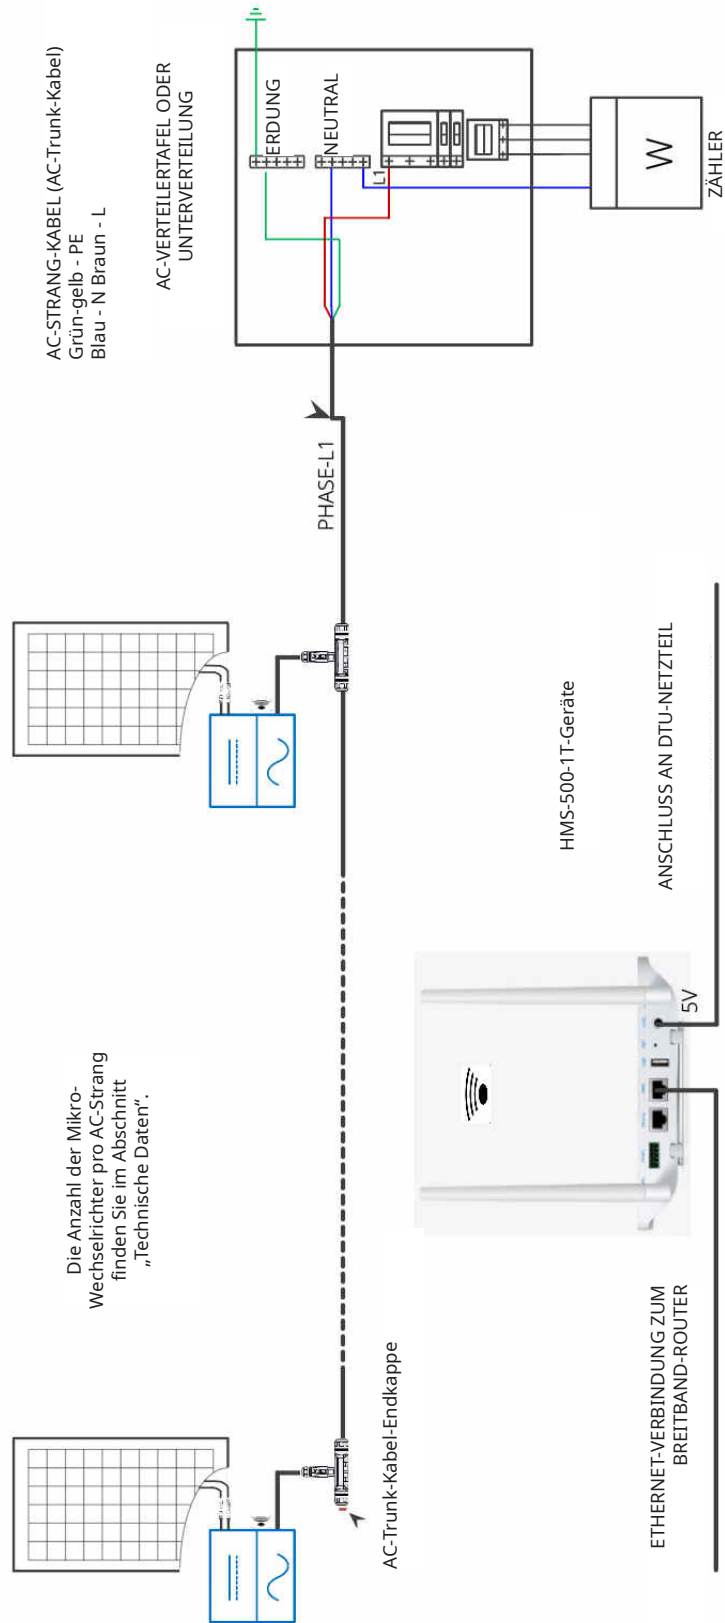 Die Anzahl der Mikro-
Wechselrichter pro AC-Strang
finden Sie im Abschnitt
„Technische Daten“.
AC-STRANG-KABEL (AC-Trunk-Kabel)
Grün-gelb - PE
Blau - N Braun - L
AC-VERTEILERTAFEL ODER
UNTERVERTEILUNG
ERDUNG
NEUTRAL
L1
PHASE-L1
AC-Trunk-Kabel-Endkappe
HMS-500-1T-Geräte
W
ZÄHLER
ETHERNET-VERBINDUNG ZUM
BREITBAND-ROUTER
5V
ANSCHLUSS AN DTU-NETZTEIL